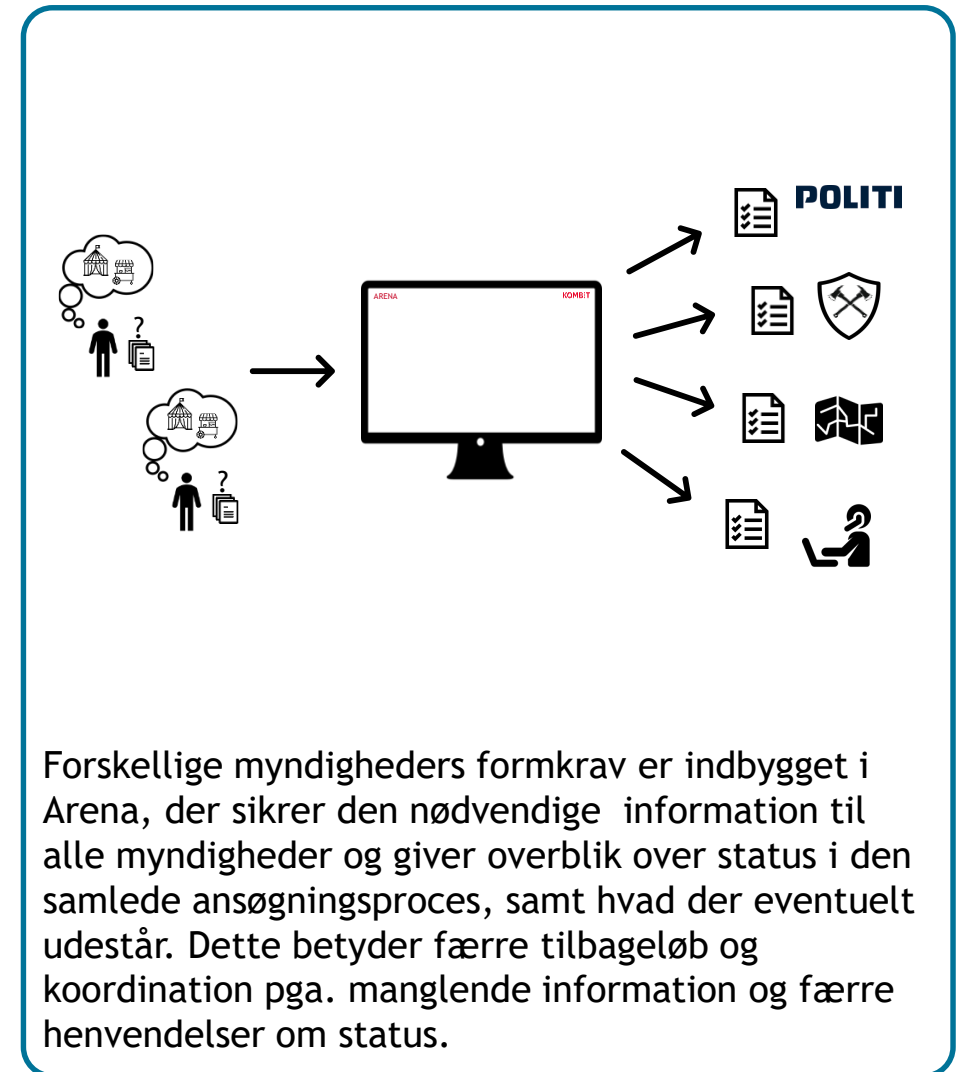 POLITI
?
ARENA
KOMBIT
?
Forskellige myndigheders formkrav er indbygget i
Arena, der sikrer den nødvendige  information til
alle myndigheder og giver overblik over status i den
samlede ansøgningsproces, samt hvad der eventuelt
udestår. Dette betyder færre tilbageløb og
koordination pga. manglende information og færre
henvendelser om status.